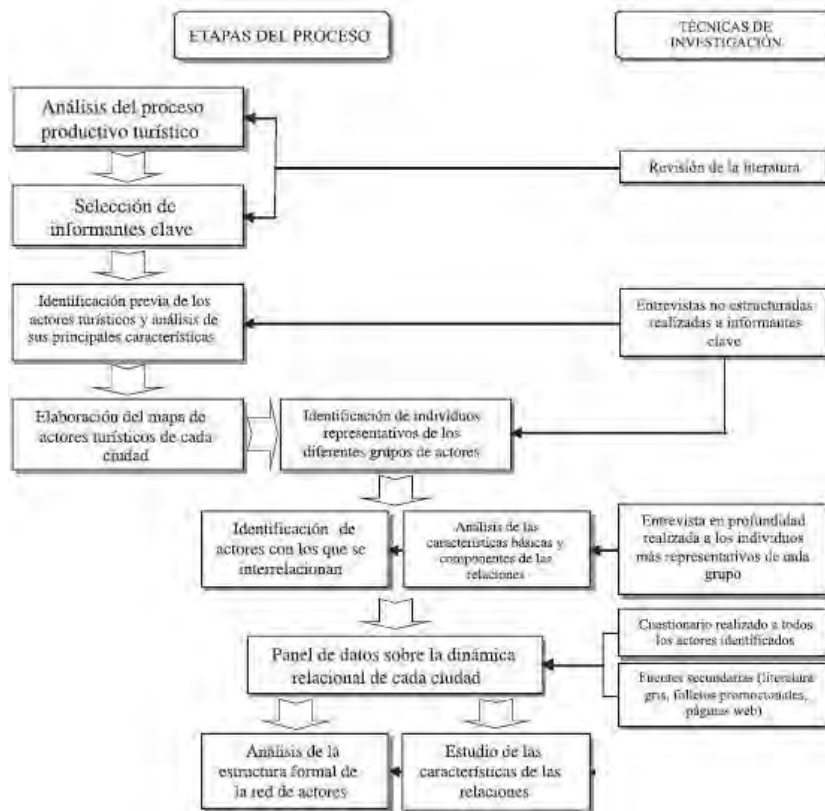 ETAPAS DEL PROCESO
TÉCNICAS DE
INVESTIGACIÓN
Análisis del proceso
productivo turístico
Revisión de la literatura
Selección de
informantes clave
Identificación previa de los
actores turísticos y análisis de
sus principales características
Entrevistas no estructuradas
realizadas a informantes
clave
Elaboración del mapa de
actores turísticos de cada
ciudad
Identificación de individuos
representativos de los
diferentes grupos de actores
Identificación de
actores con los que se
interrelacionan
Análisis de las
características básicas y
componentes de las
relaciones
Entrevista en profundidad
realizada a los individuos
más representativos de cada
grupo
Cuestionario realizado a todos
los actores identificados
Panel de datos sobre la dinámica
relacional de cada ciudad
Fuentes secundarias (literatura
gris, folletos promocionales,
páginas web)
Análisis de la
estructura formal de
la red de actores
Estudio de las
características de las
relaciones